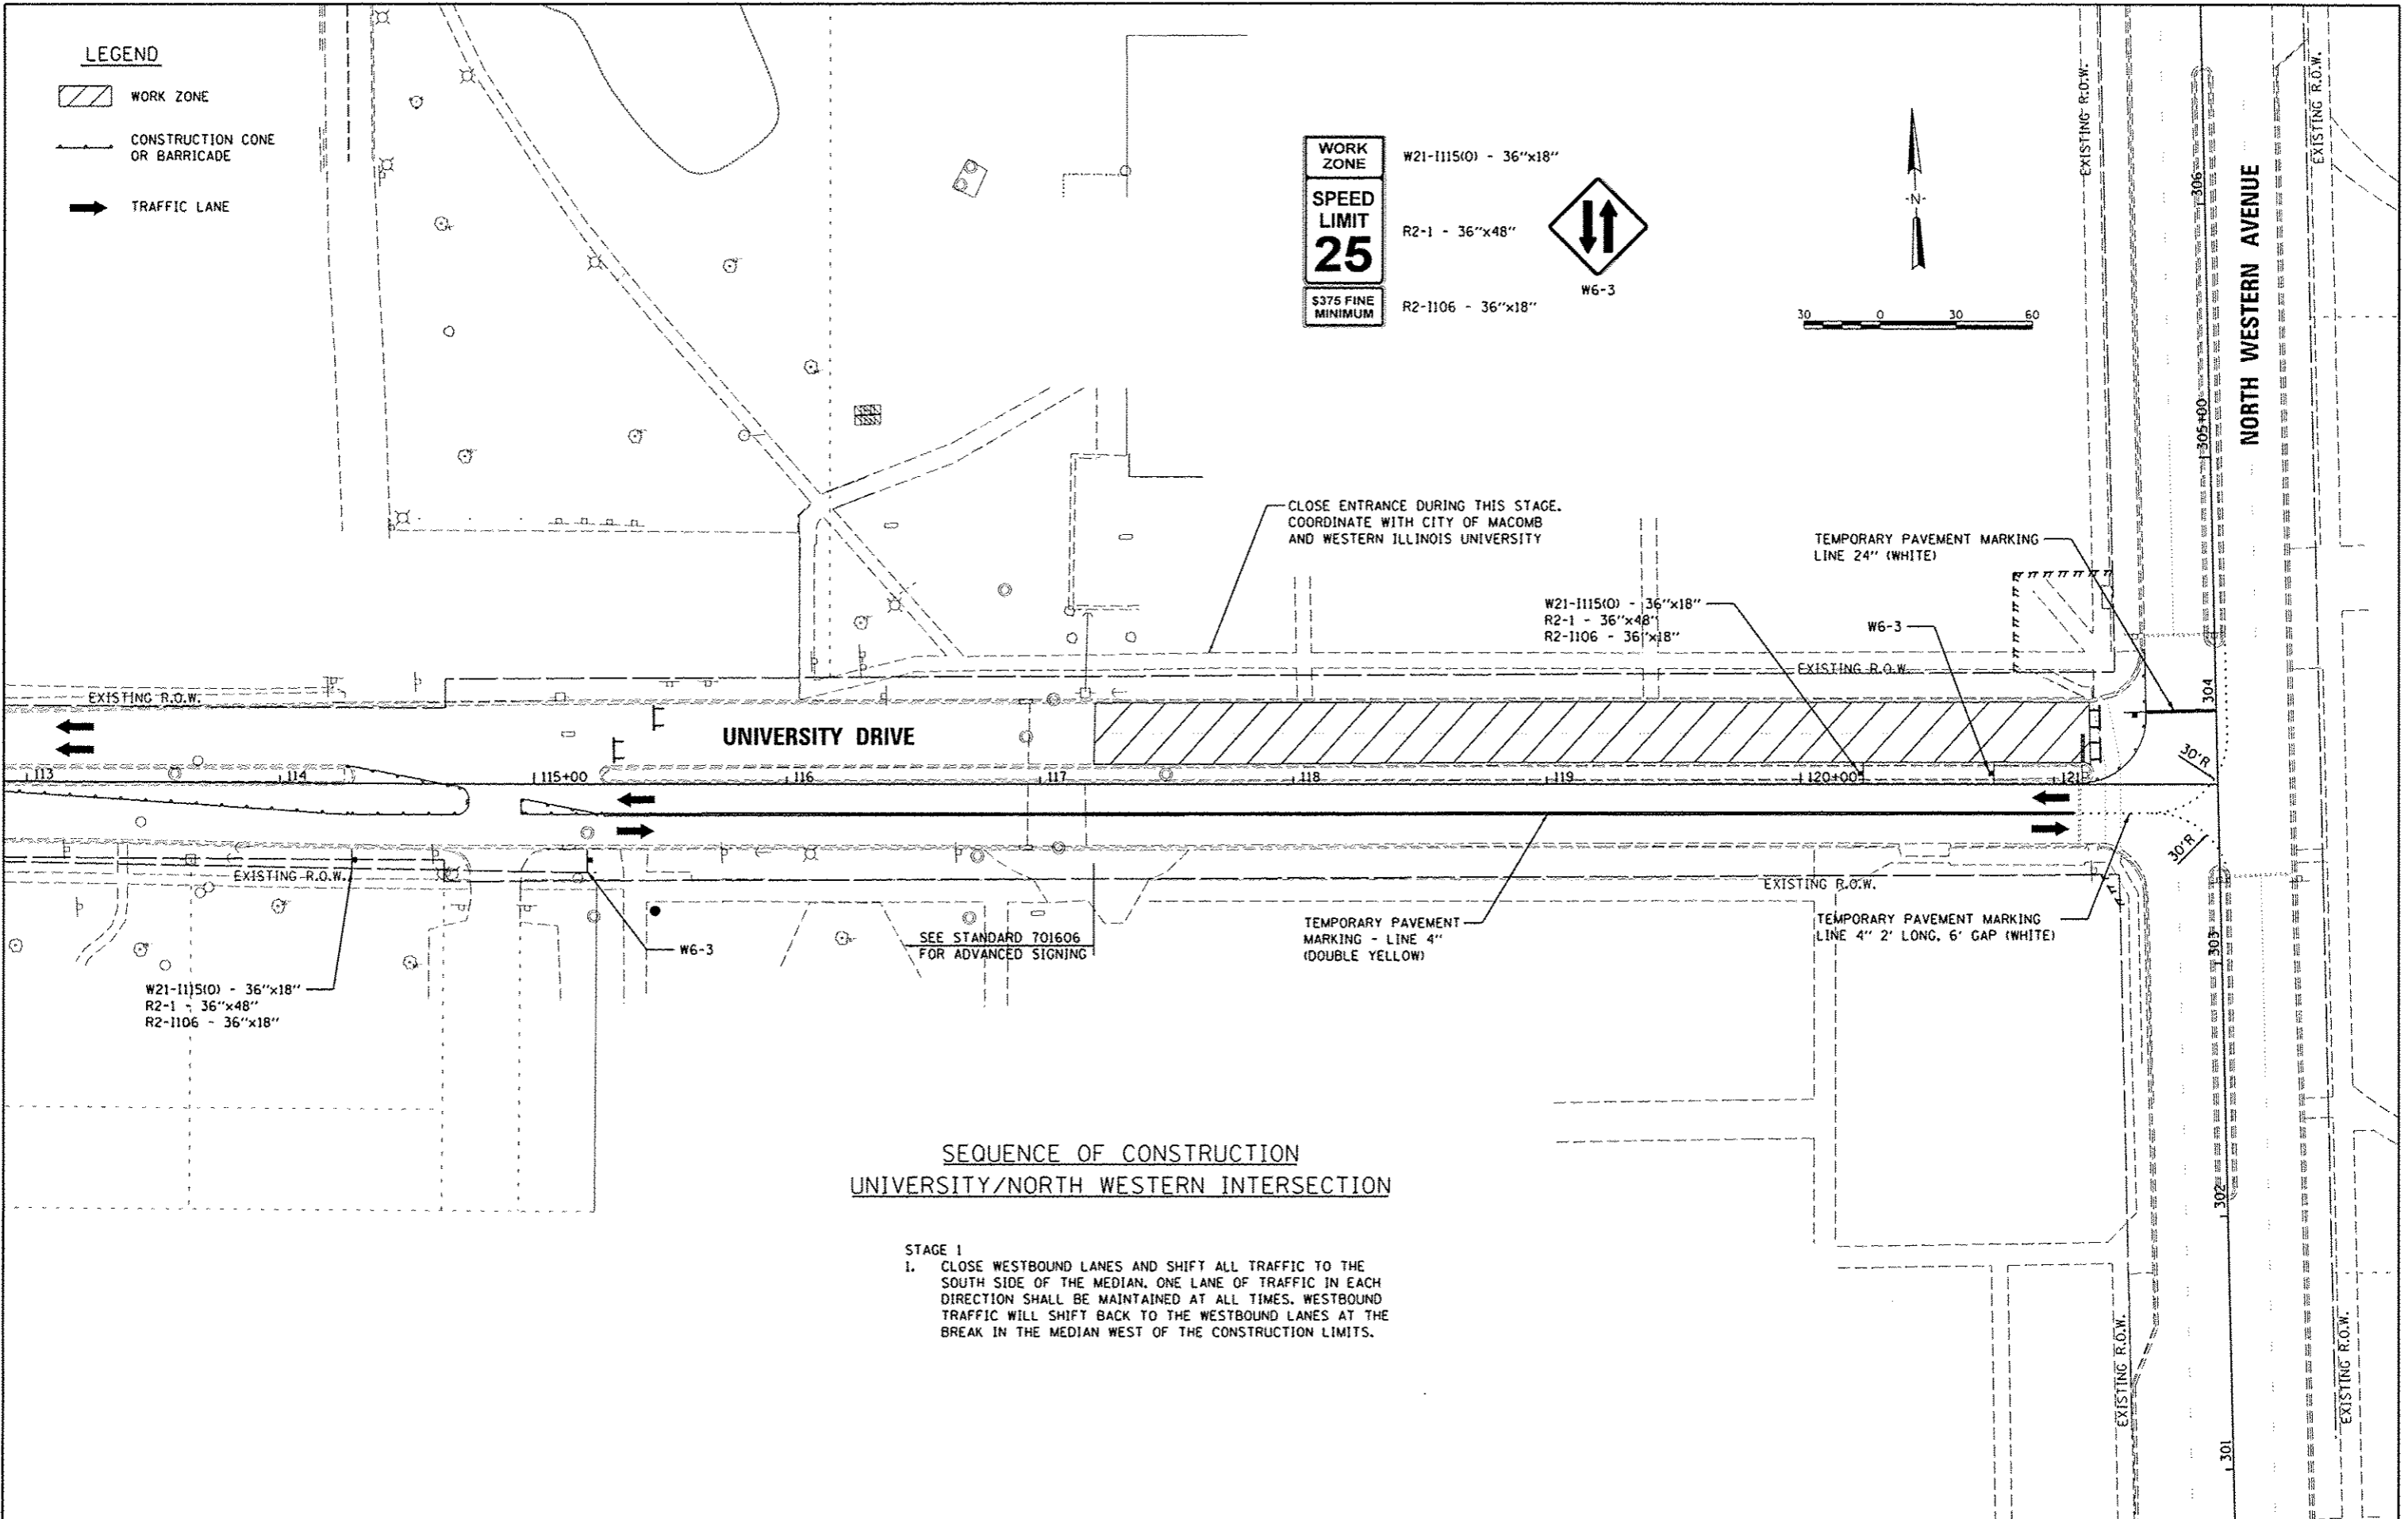 LEGEND
WORK ZONE
CONSTRUCTION CONE
OR BARRICADE
TRAFFIC LANE
WORK
ZONE
SPEED
LIMIT
25
$375 FINE
MINIMUM
W21-I115(O) - 36"x18"
R2-1 - 36"x48"
R2-I106 - 36"x18"
W6-3
-N-
30 0 30 60
EXISTING R.O.W.
EXISTING R.O.W.
NORTH WESTERN AVENUE
306
305+00
304
303
302
301
CLOSE ENTRANCE DURING THIS STAGE.
COORDINATE WITH CITY OF MACOMB
AND WESTERN ILLINOIS UNIVERSITY
TEMPORARY PAVEMENT MARKING
LINE 24" (WHITE)
W21-I115(O) - 36"x18"
R2-1 - 36"x48"
R2-I106 - 36"x18"
W6-3
EXISTING R.O.W.
EXISTING R.O.W.
UNIVERSITY DRIVE
113 114 115+00 116 117 118 119 120+00 121
30'R
30'R
EXISTING R.O.W.
EXISTING R.O.W.
W6-3
SEE STANDARD 701606
FOR ADVANCED SIGNING
TEMPORARY PAVEMENT
MARKING - LINE 4"
(DOUBLE YELLOW)
TEMPORARY PAVEMENT MARKING
LINE 4" 2' LONG, 6' GAP (WHITE)
W21-I115(O) - 36"x18"
R2-1 - 36"x48"
R2-I106 - 36"x18"
SEQUENCE OF CONSTRUCTION
UNIVERSITY/NORTH WESTERN INTERSECTION
STAGE 1
1. CLOSE WESTBOUND LANES AND SHIFT ALL TRAFFIC TO THE
SOUTH SIDE OF THE MEDIAN. ONE LANE OF TRAFFIC IN EACH
DIRECTION SHALL BE MAINTAINED AT ALL TIMES. WESTBOUND
TRAFFIC WILL SHIFT BACK TO THE WESTBOUND LANES AT THE
BREAK IN THE MEDIAN WEST OF THE CONSTRUCTION LIMITS.
EXISTING R.O.W.
EXISTING R.O.W.